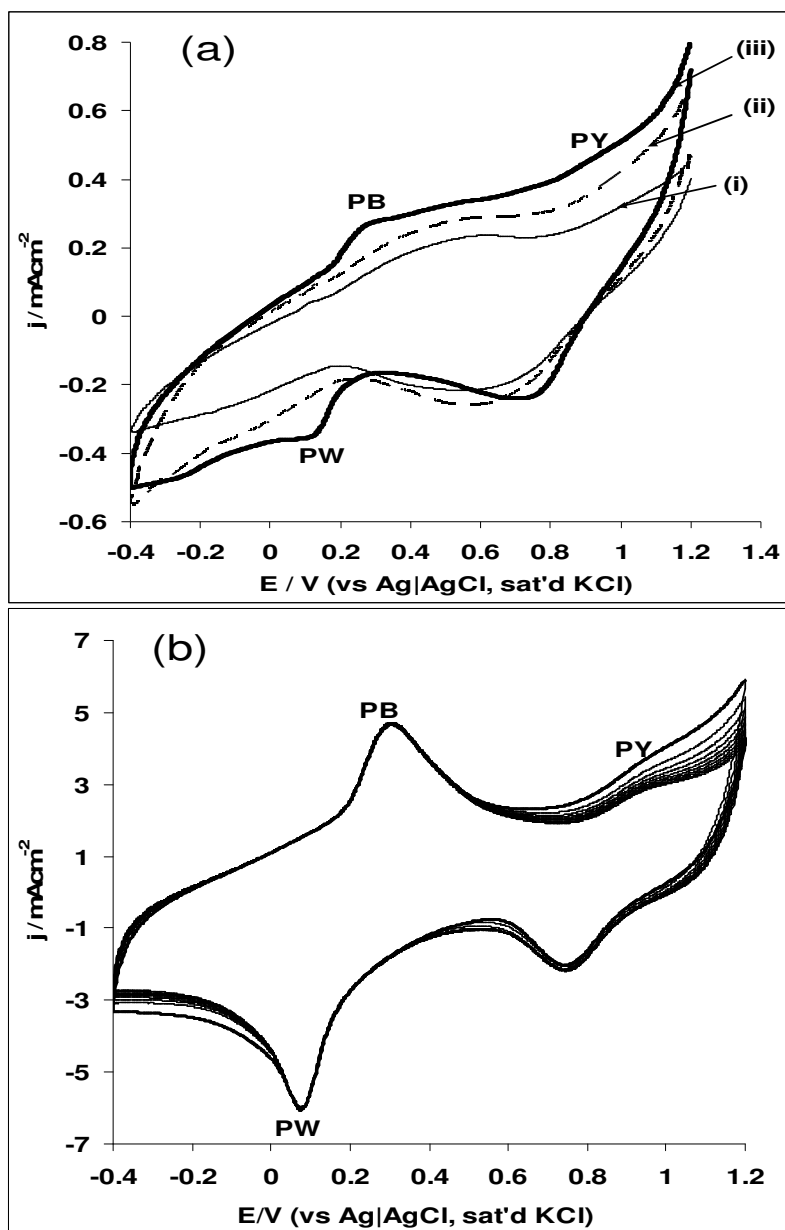 (a)
0.8
0.6
0.4
0.2
0
-0.2
-0.4
-0.6
j / mAcm⁻²
(iii)
(ii)
(i)
PY
PB
PW
-0.4 -0.2 0 0.2 0.4 0.6 0.8 1 1.2 1.4
E / V (vs Ag|AgCl, sat'd KCl)
(b)
7
5
3
1
-1
-3
-5
-7
j / mAcm⁻²
PB
PY
PW
-0.4 -0.2 0 0.2 0.4 0.6 0.8 1 1.2
E/V (vs Ag|AgCl, sat'd KCl)